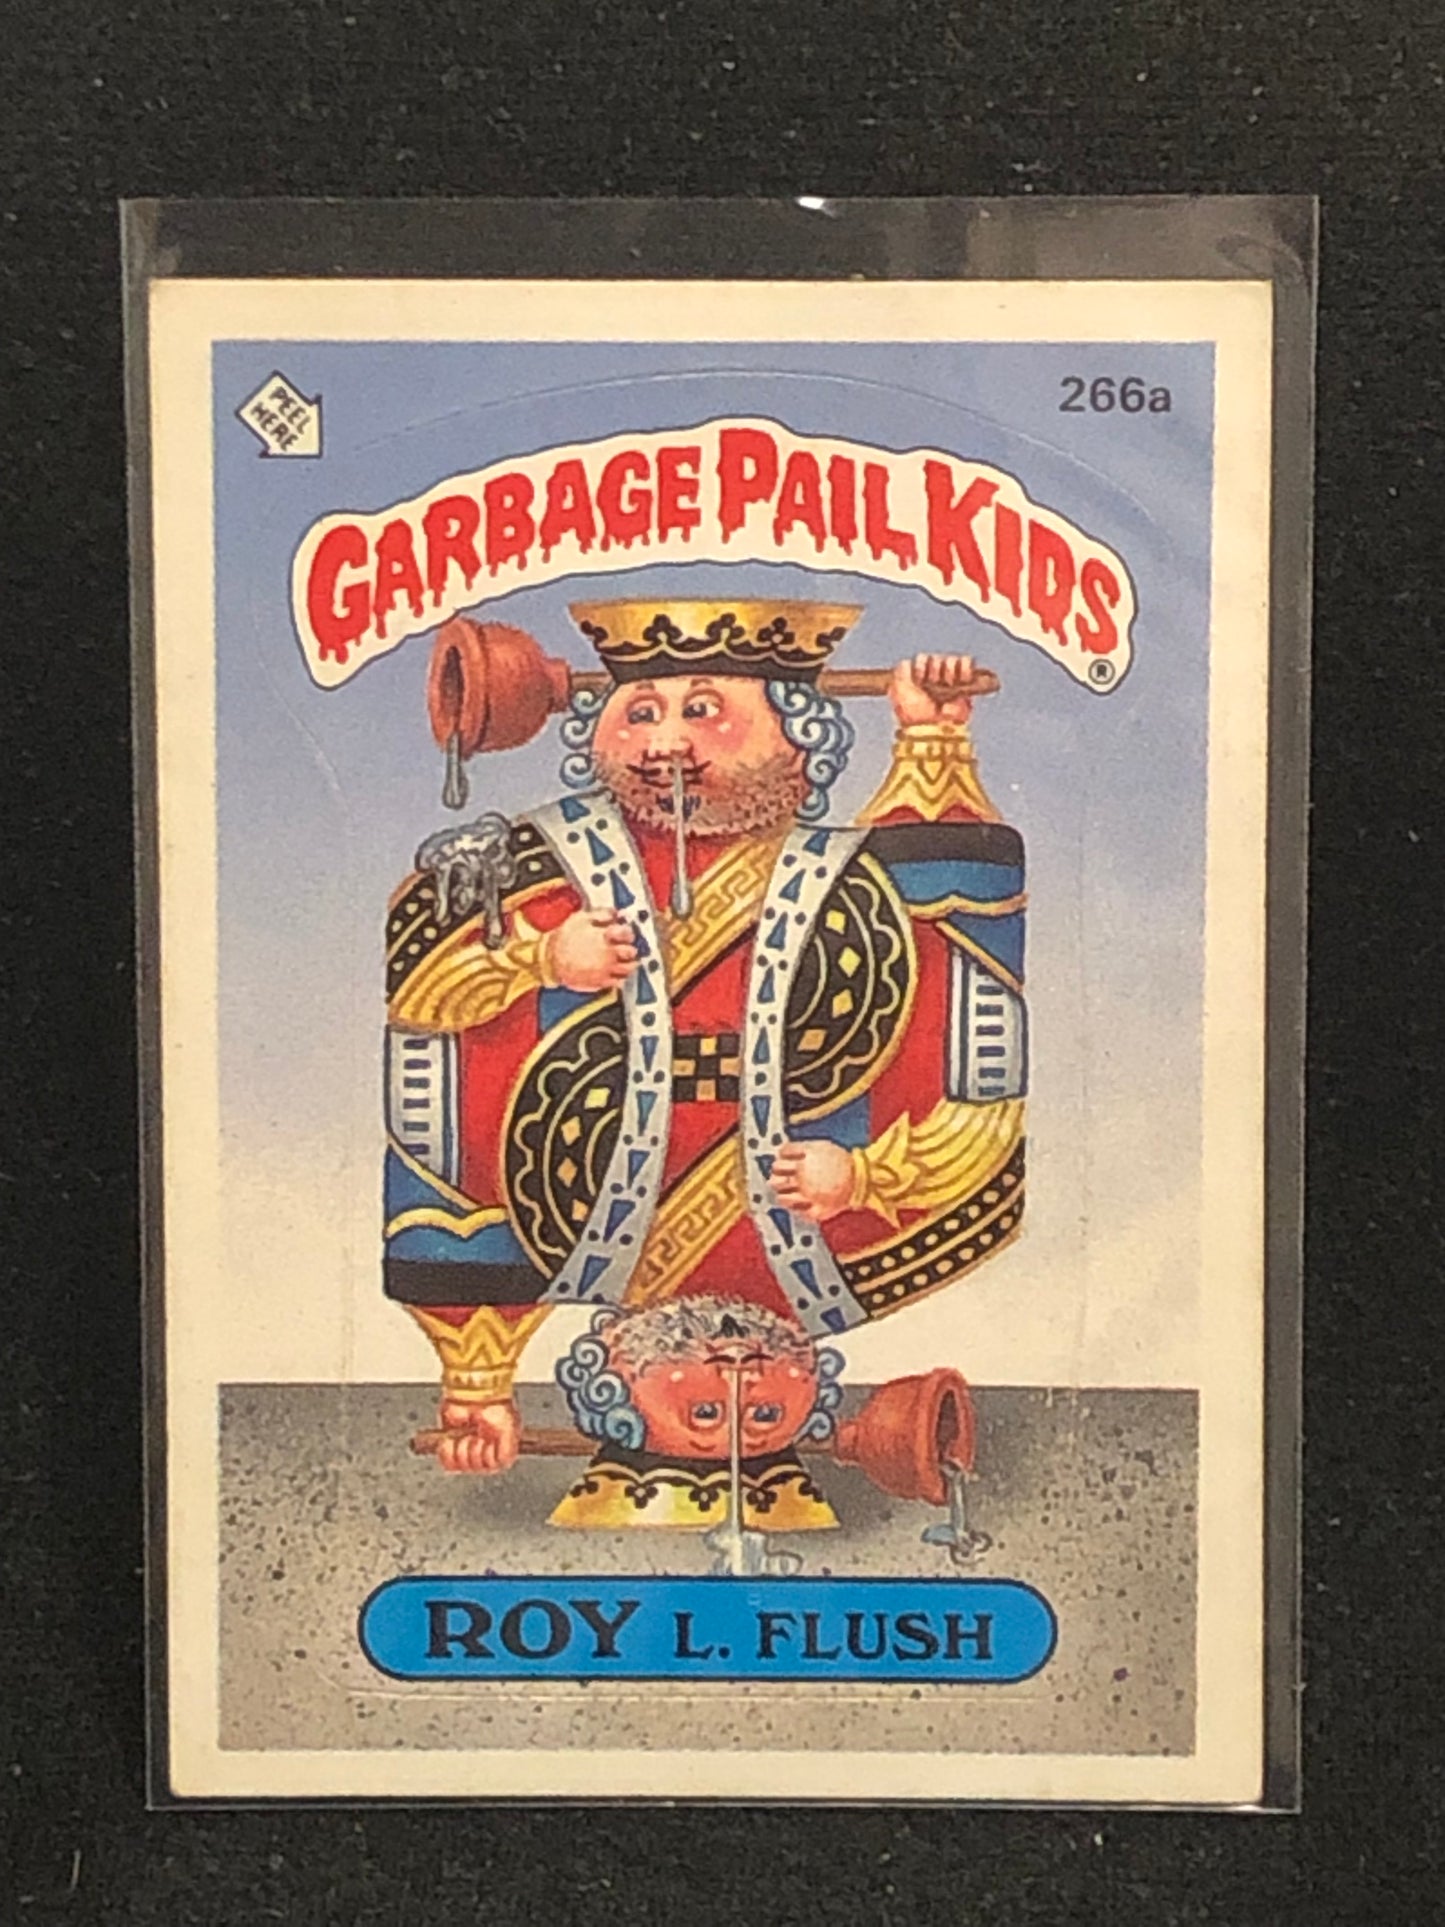 PEEL
HERE
266a
GARBAGE PAIL KIDS
®
ROY L. FLUSH